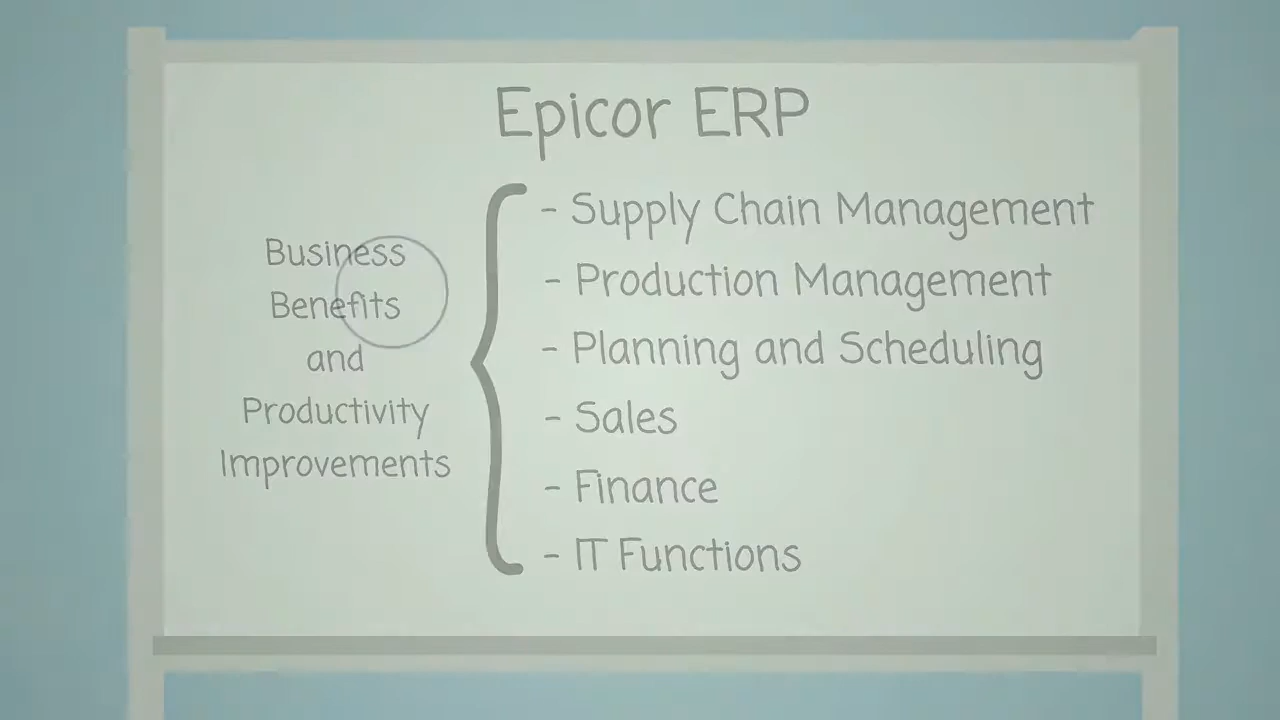 Epicor ERP
Business
Benefits
and
Productivity
Improvements
- Supply Chain Management
- Production Management
- Planning and Scheduling
- Sales
- Finance
- IT Functions